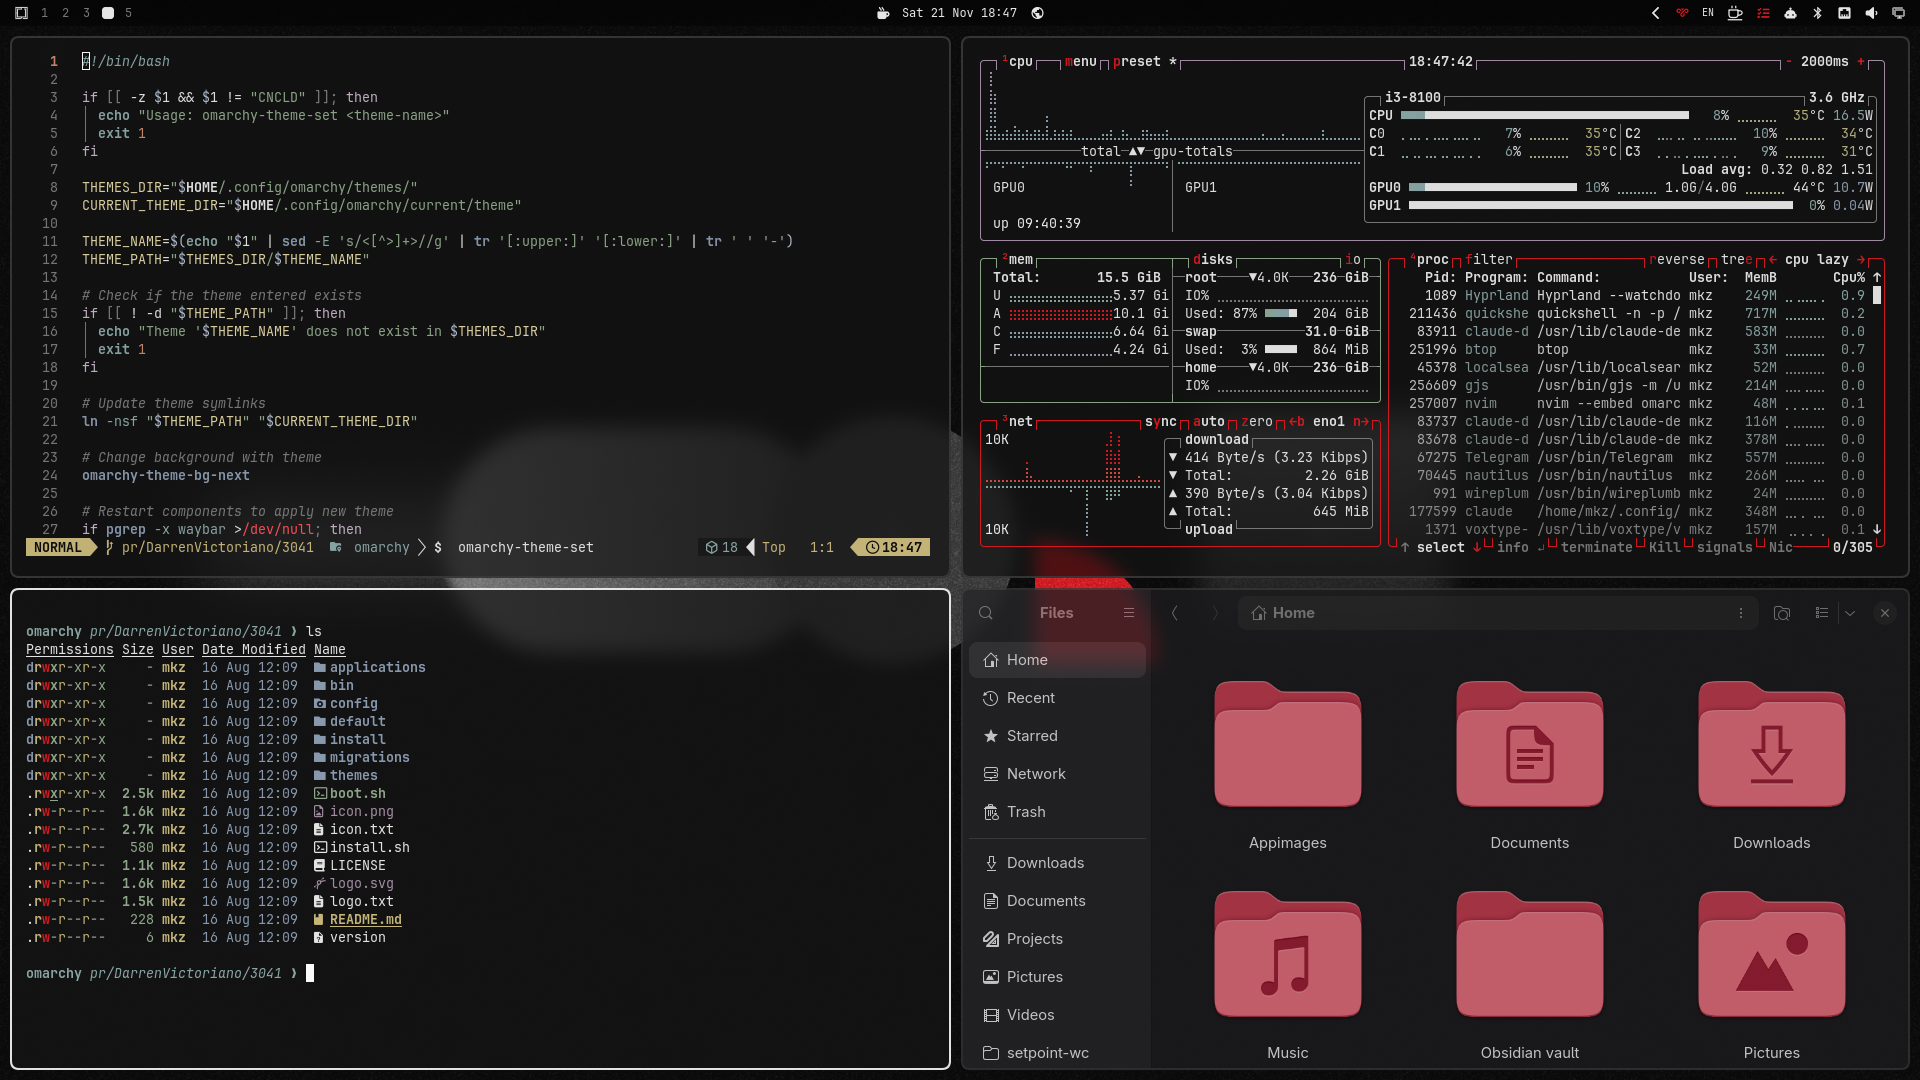 1 2 3 5
Sat 21 Nov 18:47
EN
1 #!/bin/bash
2
3 if [[ -z $1 && $1 != "CNCLD" ]]; then
4 echo "Usage: omarchy-theme-set <theme-name>"
5 exit 1
6 fi
7
8 THEMES_DIR="$HOME/.config/omarchy/themes/"
9 CURRENT_THEME_DIR="$HOME/.config/omarchy/current/theme"
10
11 THEME_NAME=$(echo "$1" | sed -E 's/<[^>]+>//g' | tr '[:upper:]' '[:lower:]' | tr ' ' '-')
12 THEME_PATH="$THEMES_DIR/$THEME_NAME"
13
14 # Check if the theme entered exists
15 if [[ ! -d "$THEME_PATH" ]]; then
16 echo "Theme '$THEME_NAME' does not exist in $THEMES_DIR"
17 exit 1
18 fi
19
20 # Update theme symlinks
21 ln -nsf "$THEME_PATH" "$CURRENT_THEME_DIR"
22
23 # Change background with theme
24 omarchy-theme-bg-next
25
26 # Restart components to apply new theme
27 if pgrep -x waybar >/dev/null; then
NORMAL pr/DarrenVictoriano/3041 omarchy $ omarchy-theme-set 18 Top 1:1 18:47
1cpu menu preset * 18:47:42 - 2000ms +
i3-8100 3.6 GHz
CPU 8% 35°C 16.5W
C0 7% 35°C C2 10% 34°C
C1 6% 35°C C3 9% 31°C
total ▲▼ gpu-totals
Load avg: 0.32 0.82 1.51
GPU0 GPU1
GPU0 10% 1.0G/4.0G 44°C 10.7W
GPU1 0% 0.04W
up 09:40:39
2mem disks io
Total: 15.5 GiB
U 5.37 Gi
A 10.1 Gi
C 6.64 Gi
F 4.24 Gi
root ▼4.0K 236 GiB
IO%
Used: 87% 204 GiB
swap 31.0 GiB
Used: 3% 864 MiB
home ▼4.0K 236 GiB
IO%
3net sync auto zero ←b eno1 n→
10K
10K
download
▼ 414 Byte/s (3.23 Kibps)
▼ Total: 2.26 GiB
▲ 390 Byte/s (3.04 Kibps)
▲ Total: 645 MiB
upload
4proc filter reverse tree ← cpu lazy →
Pid: Program: Command: User: MemB Cpu% ↑
1089 Hyprland Hyprland --watchdo mkz 249M 0.9
211436 quickshe quickshell -n -p / mkz 717M 0.2
83911 claude-d /usr/lib/claude-de mkz 583M 0.0
251996 btop btop mkz 33M 0.7
45378 localsea /usr/lib/localsear mkz 52M 0.0
256609 gjs /usr/bin/gjs -m /u mkz 214M 0.0
257007 nvim nvim --embed omarc mkz 48M 0.1
83737 claude-d /usr/lib/claude-de mkz 116M 0.0
83678 claude-d /usr/lib/claude-de mkz 378M 0.0
67275 Telegram /usr/bin/Telegram mkz 557M 0.0
70445 nautilus /usr/bin/nautilus mkz 266M 0.0
991 wireplum /usr/bin/wireplumb mkz 24M 0.0
177599 claude /home/mkz/.config/ mkz 348M 0.0
1371 voxtype- /usr/lib/voxtype/v mkz 157M 0.1 ↓
↑ select ↓ info ↵ terminate Kill signals Nic 0/305
omarchy pr/DarrenVictoriano/3041 ❯ ls
Permissions Size User Date Modified Name
drwxr-xr-x - mkz 16 Aug 12:09 applications
drwxr-xr-x - mkz 16 Aug 12:09 bin
drwxr-xr-x - mkz 16 Aug 12:09 config
drwxr-xr-x - mkz 16 Aug 12:09 default
drwxr-xr-x - mkz 16 Aug 12:09 install
drwxr-xr-x - mkz 16 Aug 12:09 migrations
drwxr-xr-x - mkz 16 Aug 12:09 themes
.rwxr-xr-x 2.5k mkz 16 Aug 12:09 boot.sh
.rw-r--r-- 1.6k mkz 16 Aug 12:09 icon.png
.rw-r--r-- 2.7k mkz 16 Aug 12:09 icon.txt
.rw-r--r-- 580 mkz 16 Aug 12:09 install.sh
.rw-r--r-- 1.1k mkz 16 Aug 12:09 LICENSE
.rw-r--r-- 1.6k mkz 16 Aug 12:09 logo.svg
.rw-r--r-- 1.5k mkz 16 Aug 12:09 logo.txt
.rw-r--r-- 228 mkz 16 Aug 12:09 README.md
.rw-r--r-- 6 mkz 16 Aug 12:09 version
omarchy pr/DarrenVictoriano/3041 ❯
Files
Home
Home
Recent
Starred
Network
Trash
Downloads
Documents
Projects
Pictures
Videos
setpoint-wc
Appimages Documents Downloads
Music Obsidian vault Pictures